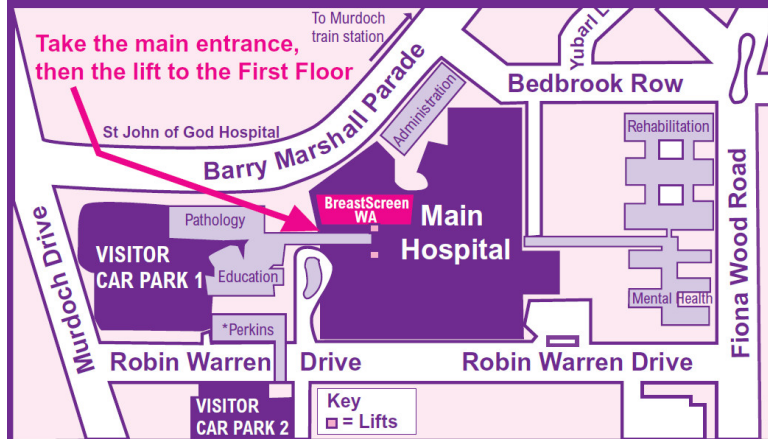 To Murdoch
train station
Take the main entrance,
then the lift to the First Floor
Bedbrook Row
Administration
St John of God Hospital
Barry Marshall Parade
Rehabilitation
BreastScreen
WA
Pathology
Main
Hospital
VISITOR
CAR PARK 1
Education
Murdoch Drive
Mental Health
Fiona Wood Road
*Perkins
Robin Warren Drive
Robin Warren Drive
VISITOR
CAR PARK 2
Key
= Lifts